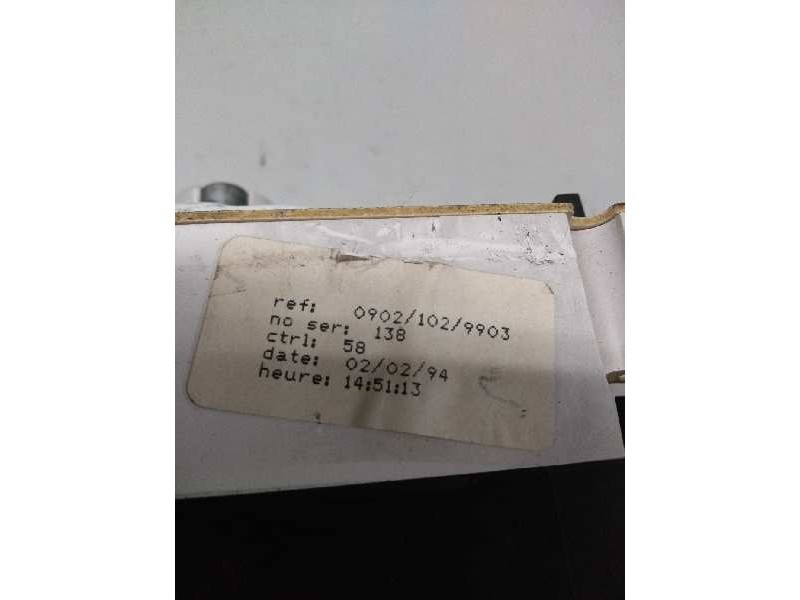 ref: 0902/102/9903
no ser: 138
ctrl: 58
date: 02/02/94
heure: 14:51:13